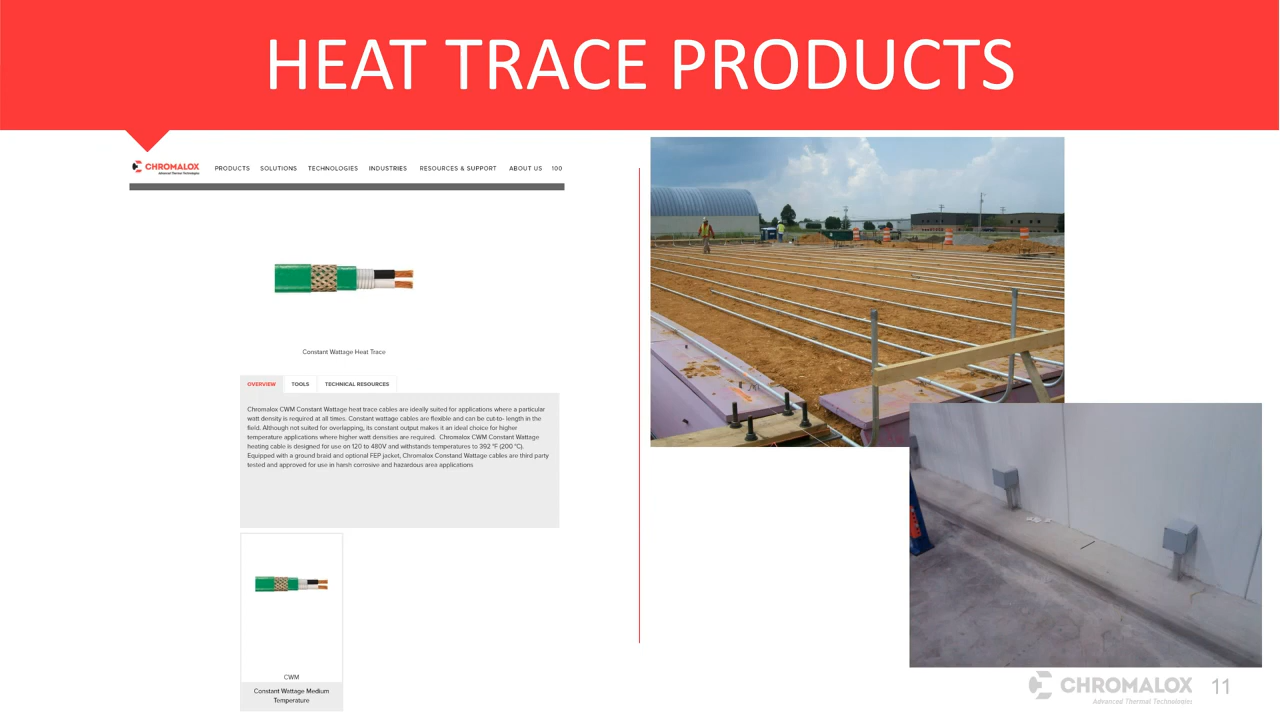 HEAT TRACE PRODUCTS
CHROMALOX
Advanced Thermal Technologies
PRODUCTS SOLUTIONS TECHNOLOGIES INDUSTRIES RESOURCES & SUPPORT ABOUT US 100
Constant Wattage Heat Trace
OVERVIEW TOOLS TECHNICAL RESOURCES
Chromalox CWM Constant Wattage heat trace cables are ideally suited for applications where a particular
watt density is required at all times. Constant wattage cables are flexible and can be cut-to- length in the
field. Although not suited for overlapping, its constant output makes it an ideal choice for higher
temperature applications where higher watt densities are required. Chromalox CWM Constant Wattage
heating cable is designed for use on 120 to 480V and withstands temperatures to 392 °F (200 °C).
Equipped with a ground braid and optional FEP jacket, Chromalox Constand Wattage cables are third party
tested and approved for use in harsh corrosive and hazardous area applications
CWM
Constant Wattage Medium
Temperature
CHROMALOX
Advanced Thermal Technologies
11